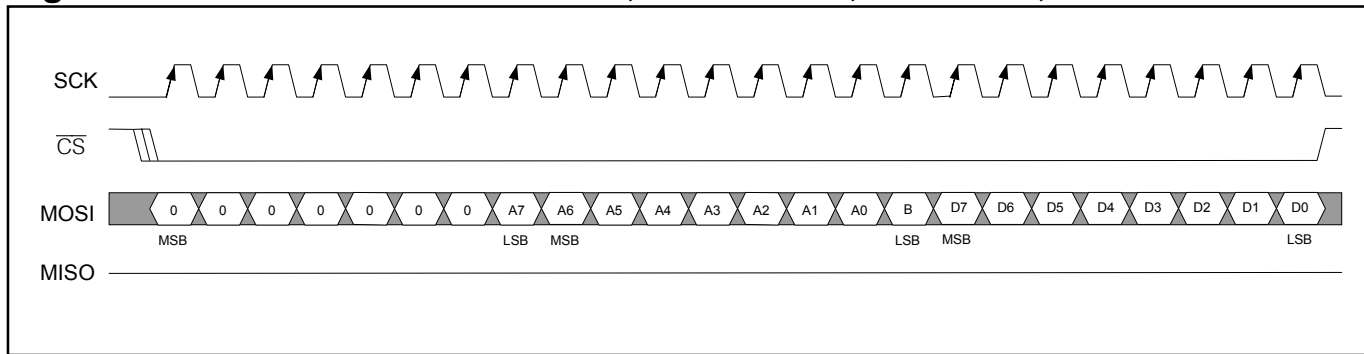 SCK
CS
MOSI 0 0 0 0 0 0 0 A7 A6 A5 A4 A3 A2 A1 A0 B D7 D6 D5 D4 D3 D2 D1 D0
MSB LSB MSB LSB MSB LSB
MISO